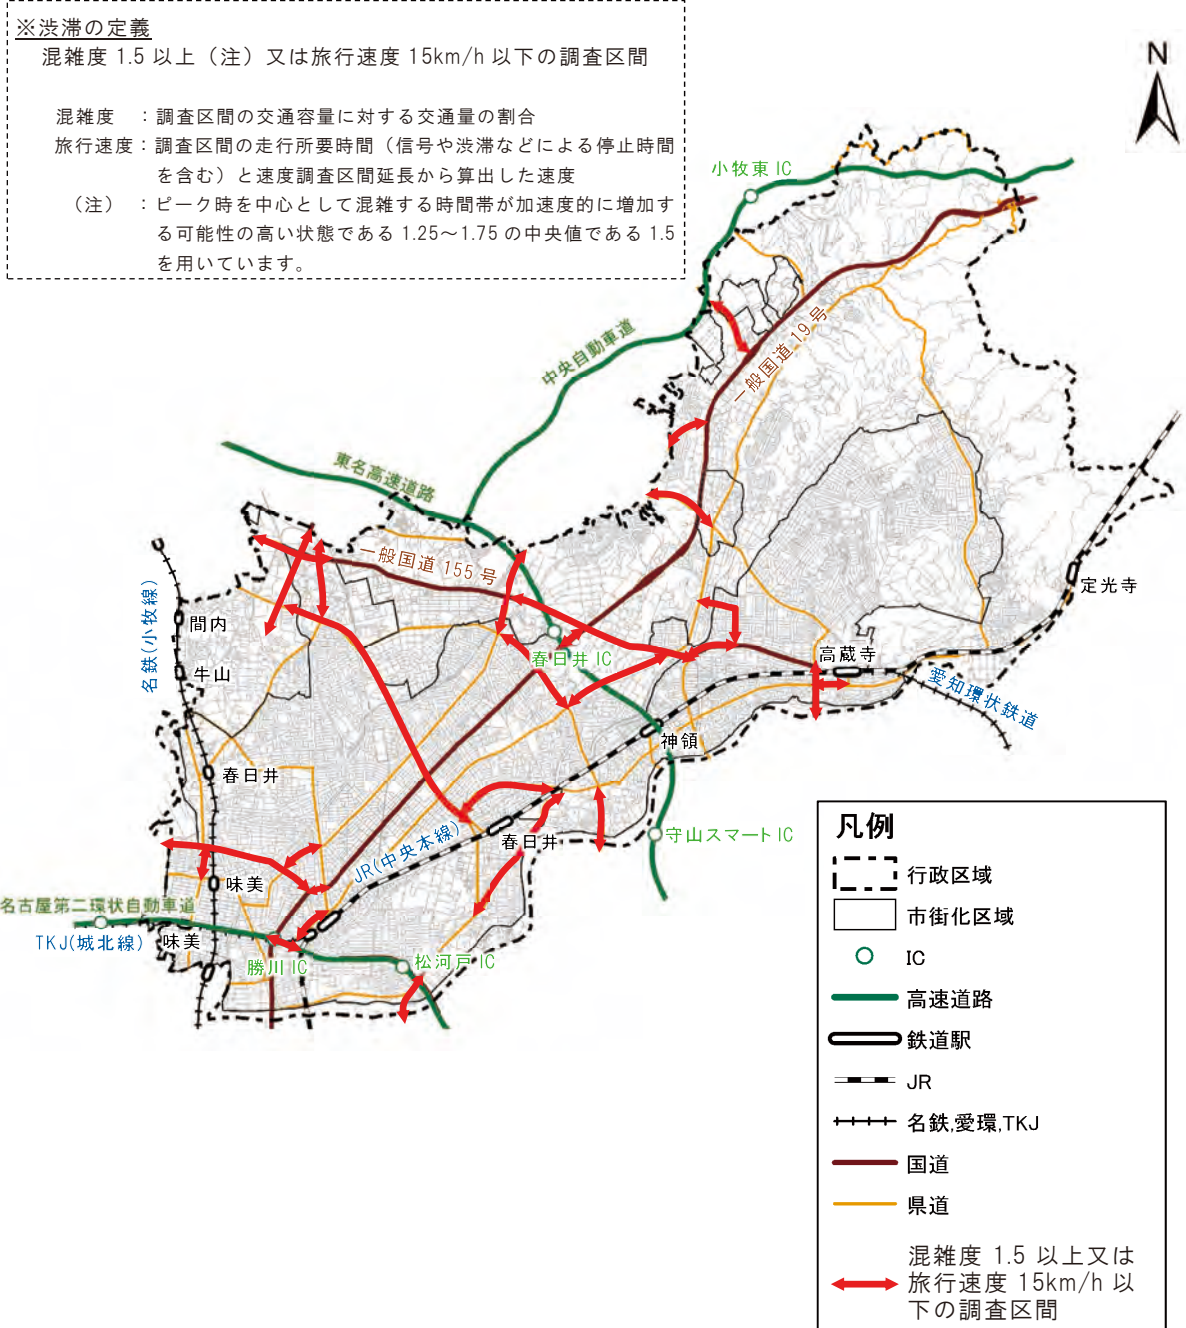 ※渋滞の定義
混雑度 1.5 以上（注）又は旅行速度 15km/h 以下の調査区間
混雑度　：調査区間の交通容量に対する交通量の割合
旅行速度：調査区間の走行所要時間（信号や渋滞などによる停止時間
を含む）と速度調査区間延長から算出した速度
（注）　：ピーク時を中心として混雑する時間帯が加速度的に増加す
る可能性の高い状態である 1.25～1.75 の中央値である 1.5
を用いています。
N
小牧東 IC
中央自動車道
一般国道 19 号
東名高速道路
一般国道 155 号
名鉄(小牧線)
間内
牛山
定光寺
高蔵寺
春日井 IC
愛知環状鉄道
神領
春日井
守山スマート IC
JR(中央本線)
春日井
味美
名古屋第二環状自動車道
TKJ(城北線)
味美
勝川 IC
松河戸 IC
凡例
行政区域
市街化区域
IC
高速道路
鉄道駅
JR
名鉄,愛環,TKJ
国道
県道
混雑度 1.5 以上又は
旅行速度 15km/h 以
下の調査区間